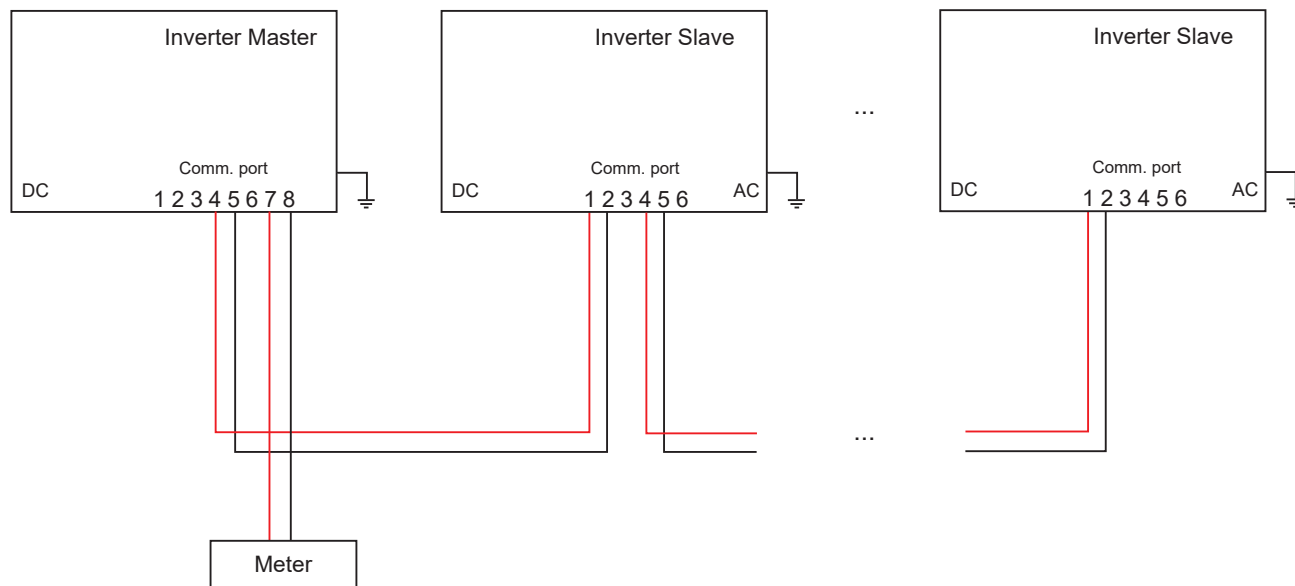 Inverter Master
Inverter Slave
Inverter Slave
...
Comm. port
Comm. port
Comm. port
DC
DC
AC
DC
AC
1 2 3 4 5 6 7 8
1 2 3 4 5 6
1 2 3 4 5 6
...
Meter